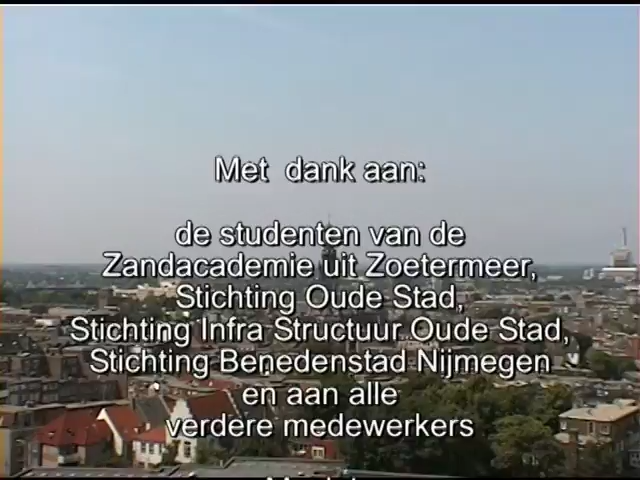 Met dank aan:
de studenten van de
Zandacademie uit Zoetermeer,
Stichting Oude Stad,
Stichting Infra Structuur Oude Stad,
Stichting Benedenstad Nijmegen
en aan alle
verdere medewerkers